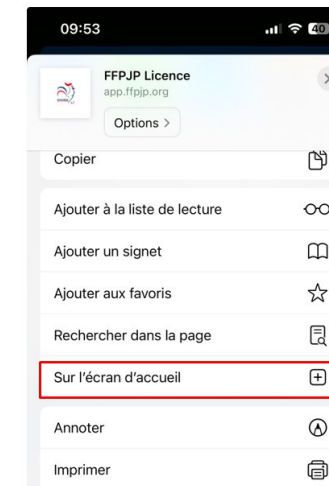 09:53
40
FFPJP Licence
app.ffpjp.org
Options >
Copier
Ajouter à la liste de lecture
Ajouter un signet
Ajouter aux favoris
Rechercher dans la page
Sur l'écran d'accueil
Annoter
Imprimer